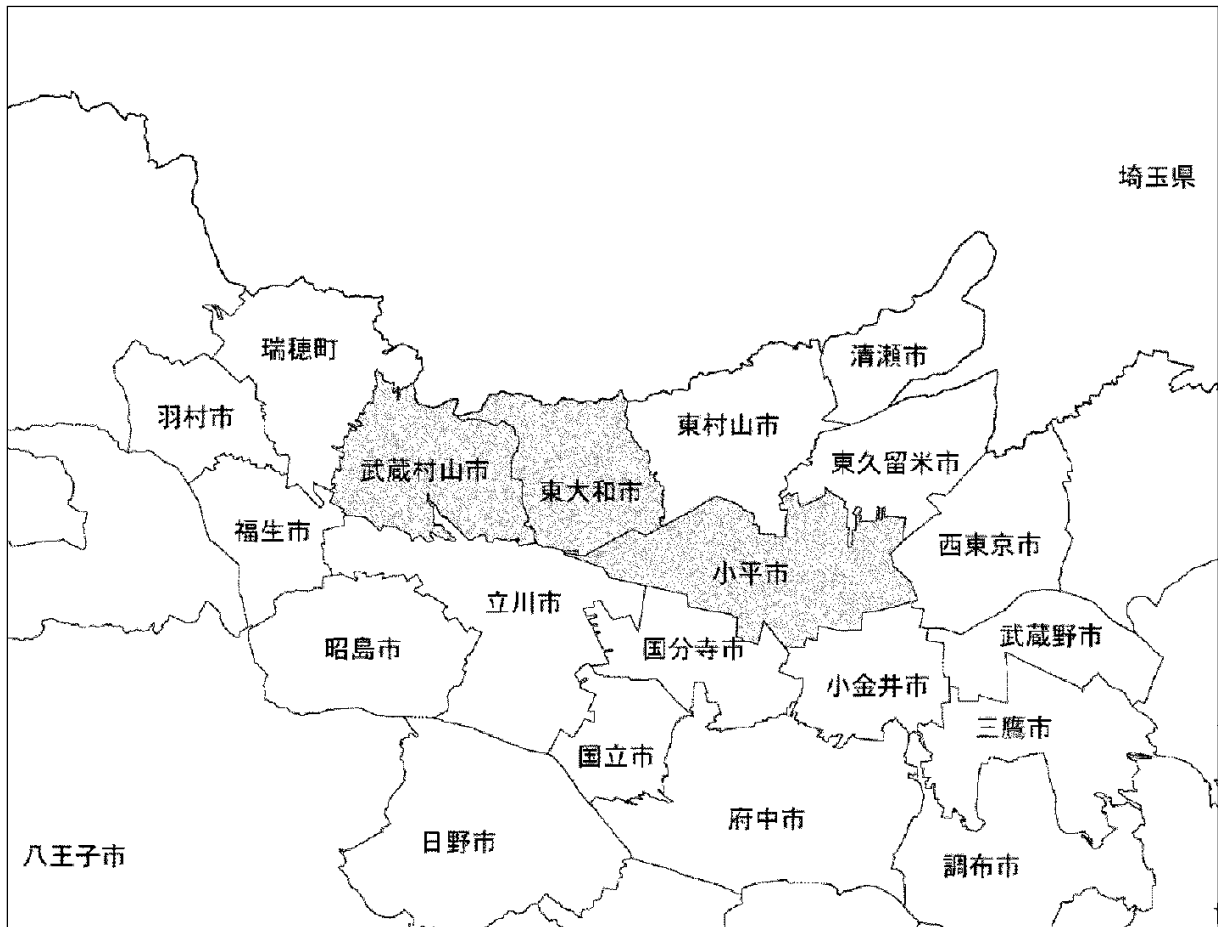 埼玉県
瑞穂町
清瀬市
羽村市
東村山市
武蔵村山市
東大和市
東久留米市
福生市
西東京市
小平市
立川市
昭島市
国分寺市
武蔵野市
小金井市
国立市
三鷹市
府中市
日野市
八王子市
調布市